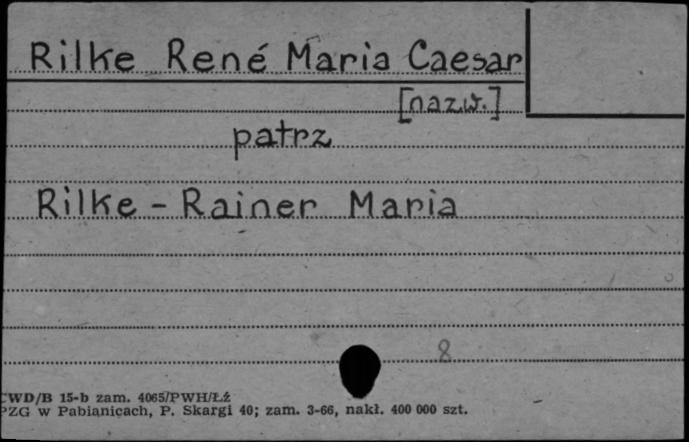 Rilke René Maria Caesar
[nazw.]
patrz
Rilke - Rainer Maria
8
CWD/B 15-b zam. 4065/PWH/Łź
PZG w Pabianicach, P. Skargi 40; zam. 3-66, nakł. 400 000 szt.